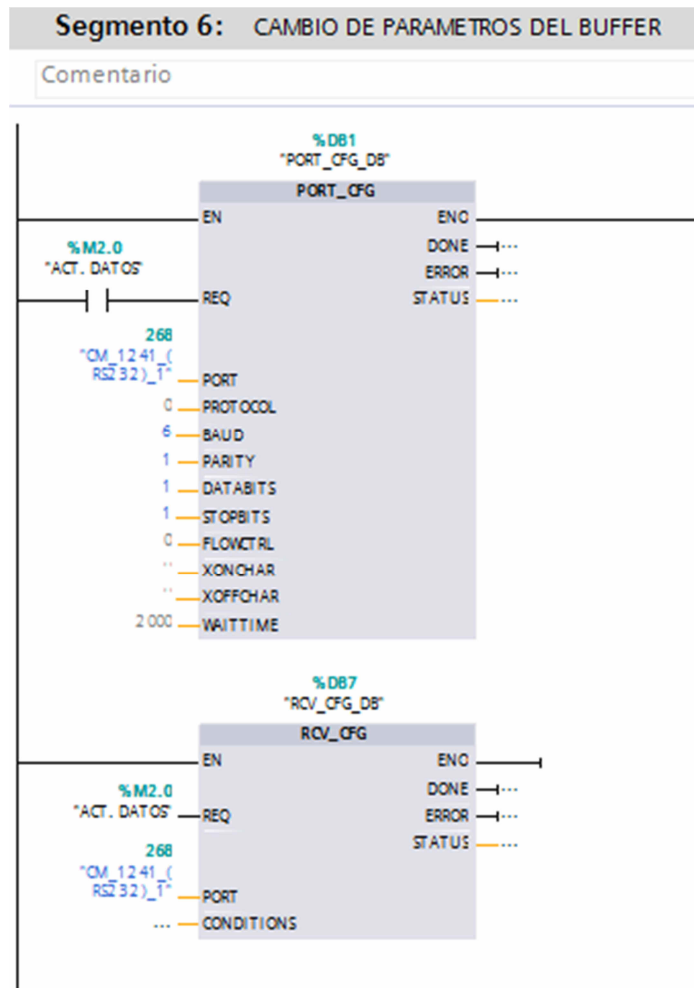 Segmento 6: CAMBIO DE PARAMETROS DEL BUFFER
Comentario
%DB1
"PORT_CFG_DB"
PORT_CFG
EN ENO
%M2.0
"ACT. DATOS"
DONE ...
ERROR ...
REQ STATUS ...
268
"CM_1241_(
RS232)_1" PORT
0 PROTOCOL
6 BAUD
1 PARITY
1 DATABITS
1 STOPBITS
0 FLOWCTRL
'' XONCHAR
'' XOFFCHAR
2000 WAITTIME
%DB7
"RCV_CFG_DB"
RCV_CFG
EN ENO
%M2.0 DONE ...
"ACT. DATOS" REQ ERROR ...
268 STATUS ...
"CM_1241_(
RS232)_1" PORT
... CONDITIONS